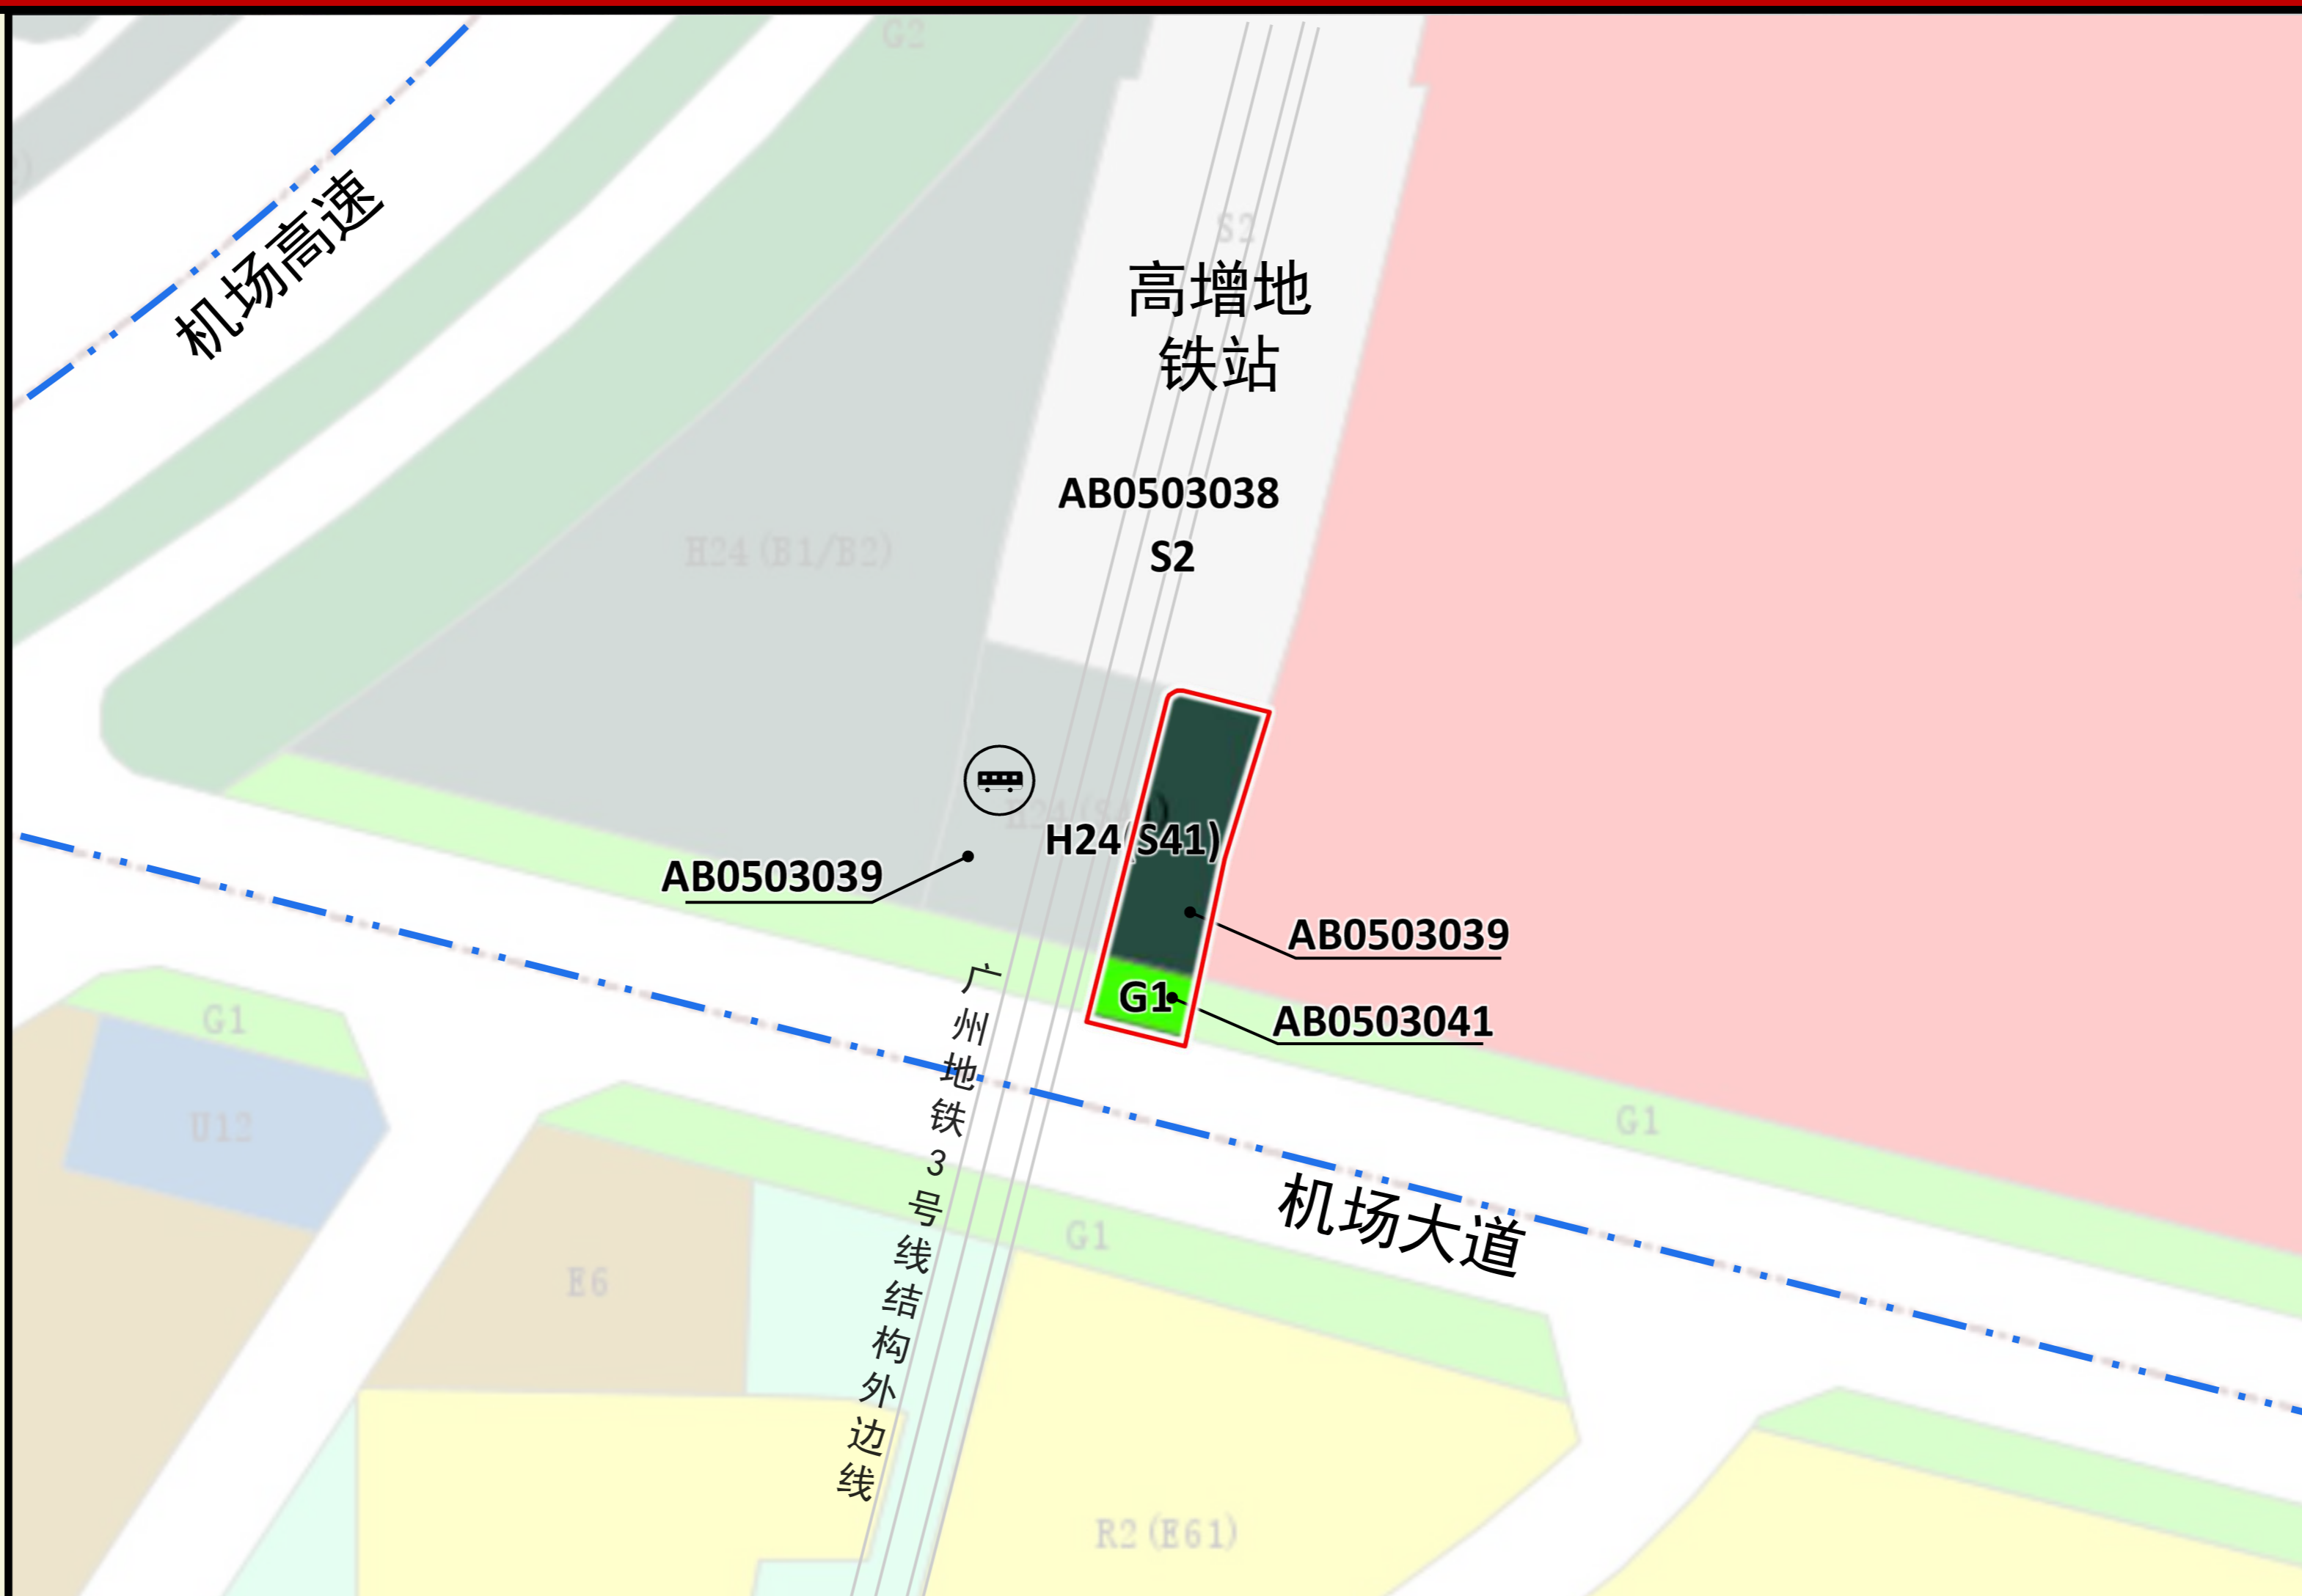 G2
机场高速
S2
高增地
铁站
AB0503038
S2
H24(B1/B2)
H24(S41)
AB0503039
AB0503039
G1
AB0503041
广州地铁3号线结构外边线
G1
U12
G1
G1
机场大道
E6
R2(E61)